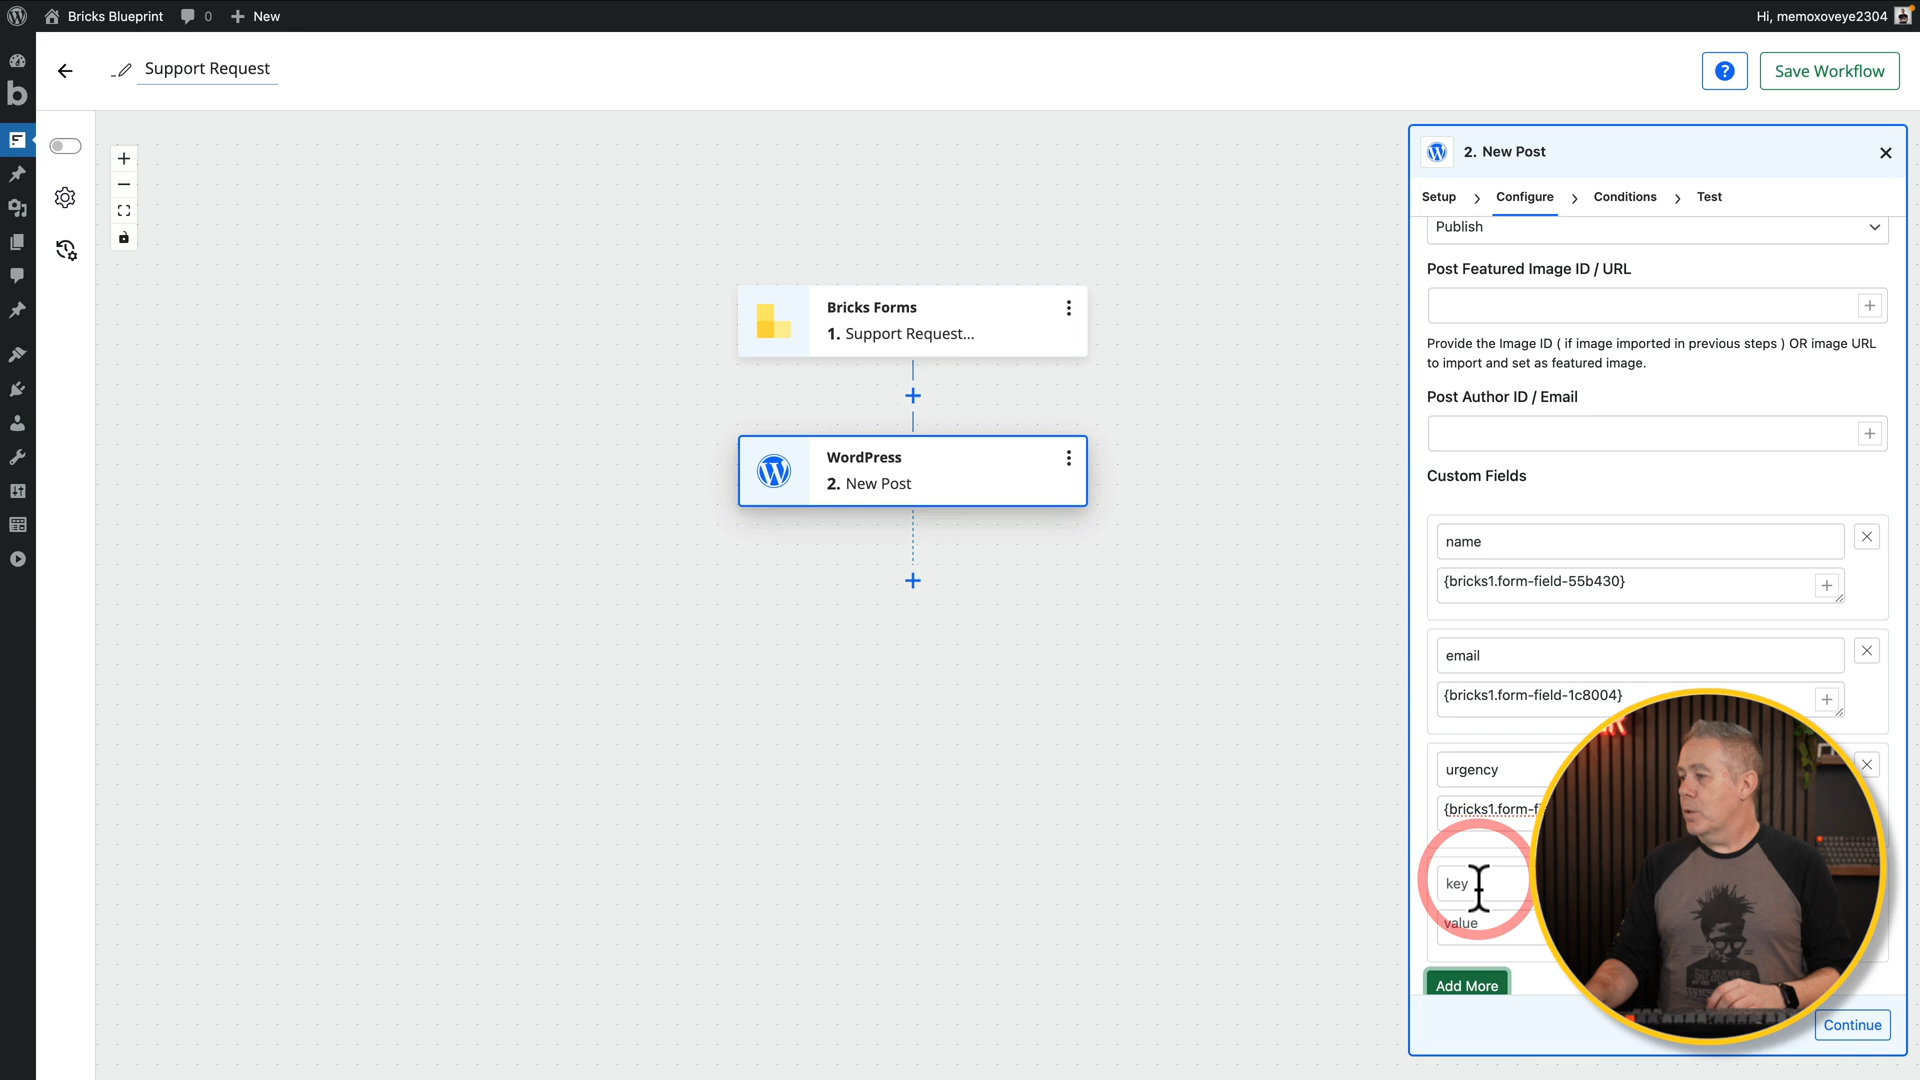 Bricks Blueprint 0 New
Hi, memoxoveye2304
Support Request
? Save Workflow
2. New Post
Setup Configure Conditions Test
Publish
Post Featured Image ID / URL
Provide the Image ID ( if image imported in previous steps ) OR image URL
to import and set as featured image.
Post Author ID / Email
Custom Fields
name
{bricks1.form-field-55b430}
email
{bricks1.form-field-1c8004}
urgency
{bricks1.form-fi
key
value
Add More
Continue
Bricks Forms
1. Support Request...
WordPress
2. New Post